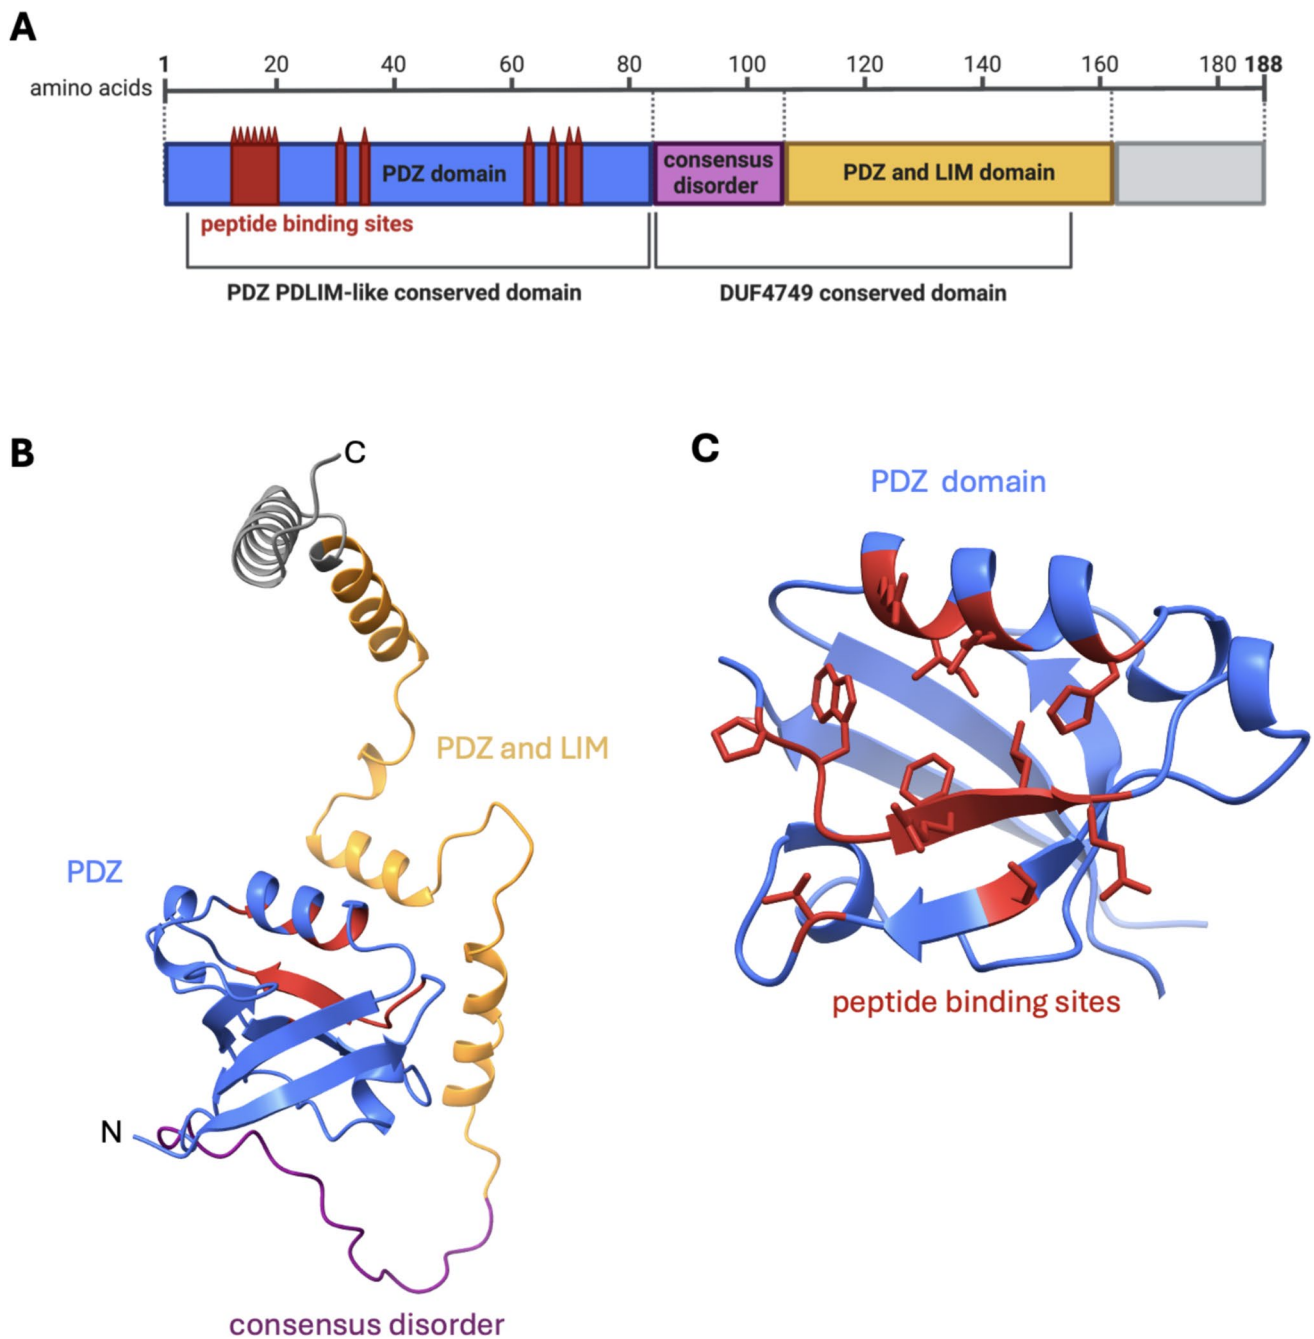 A
1 20 40 60 80 100 120 140 160 180 188
amino acids
PDZ domain
consensus
disorder
PDZ and LIM domain
peptide binding sites
PDZ PDLIM-like conserved domain
DUF4749 conserved domain
B
C
PDZ and LIM
PDZ
N
consensus disorder
C
PDZ domain
peptide binding sites